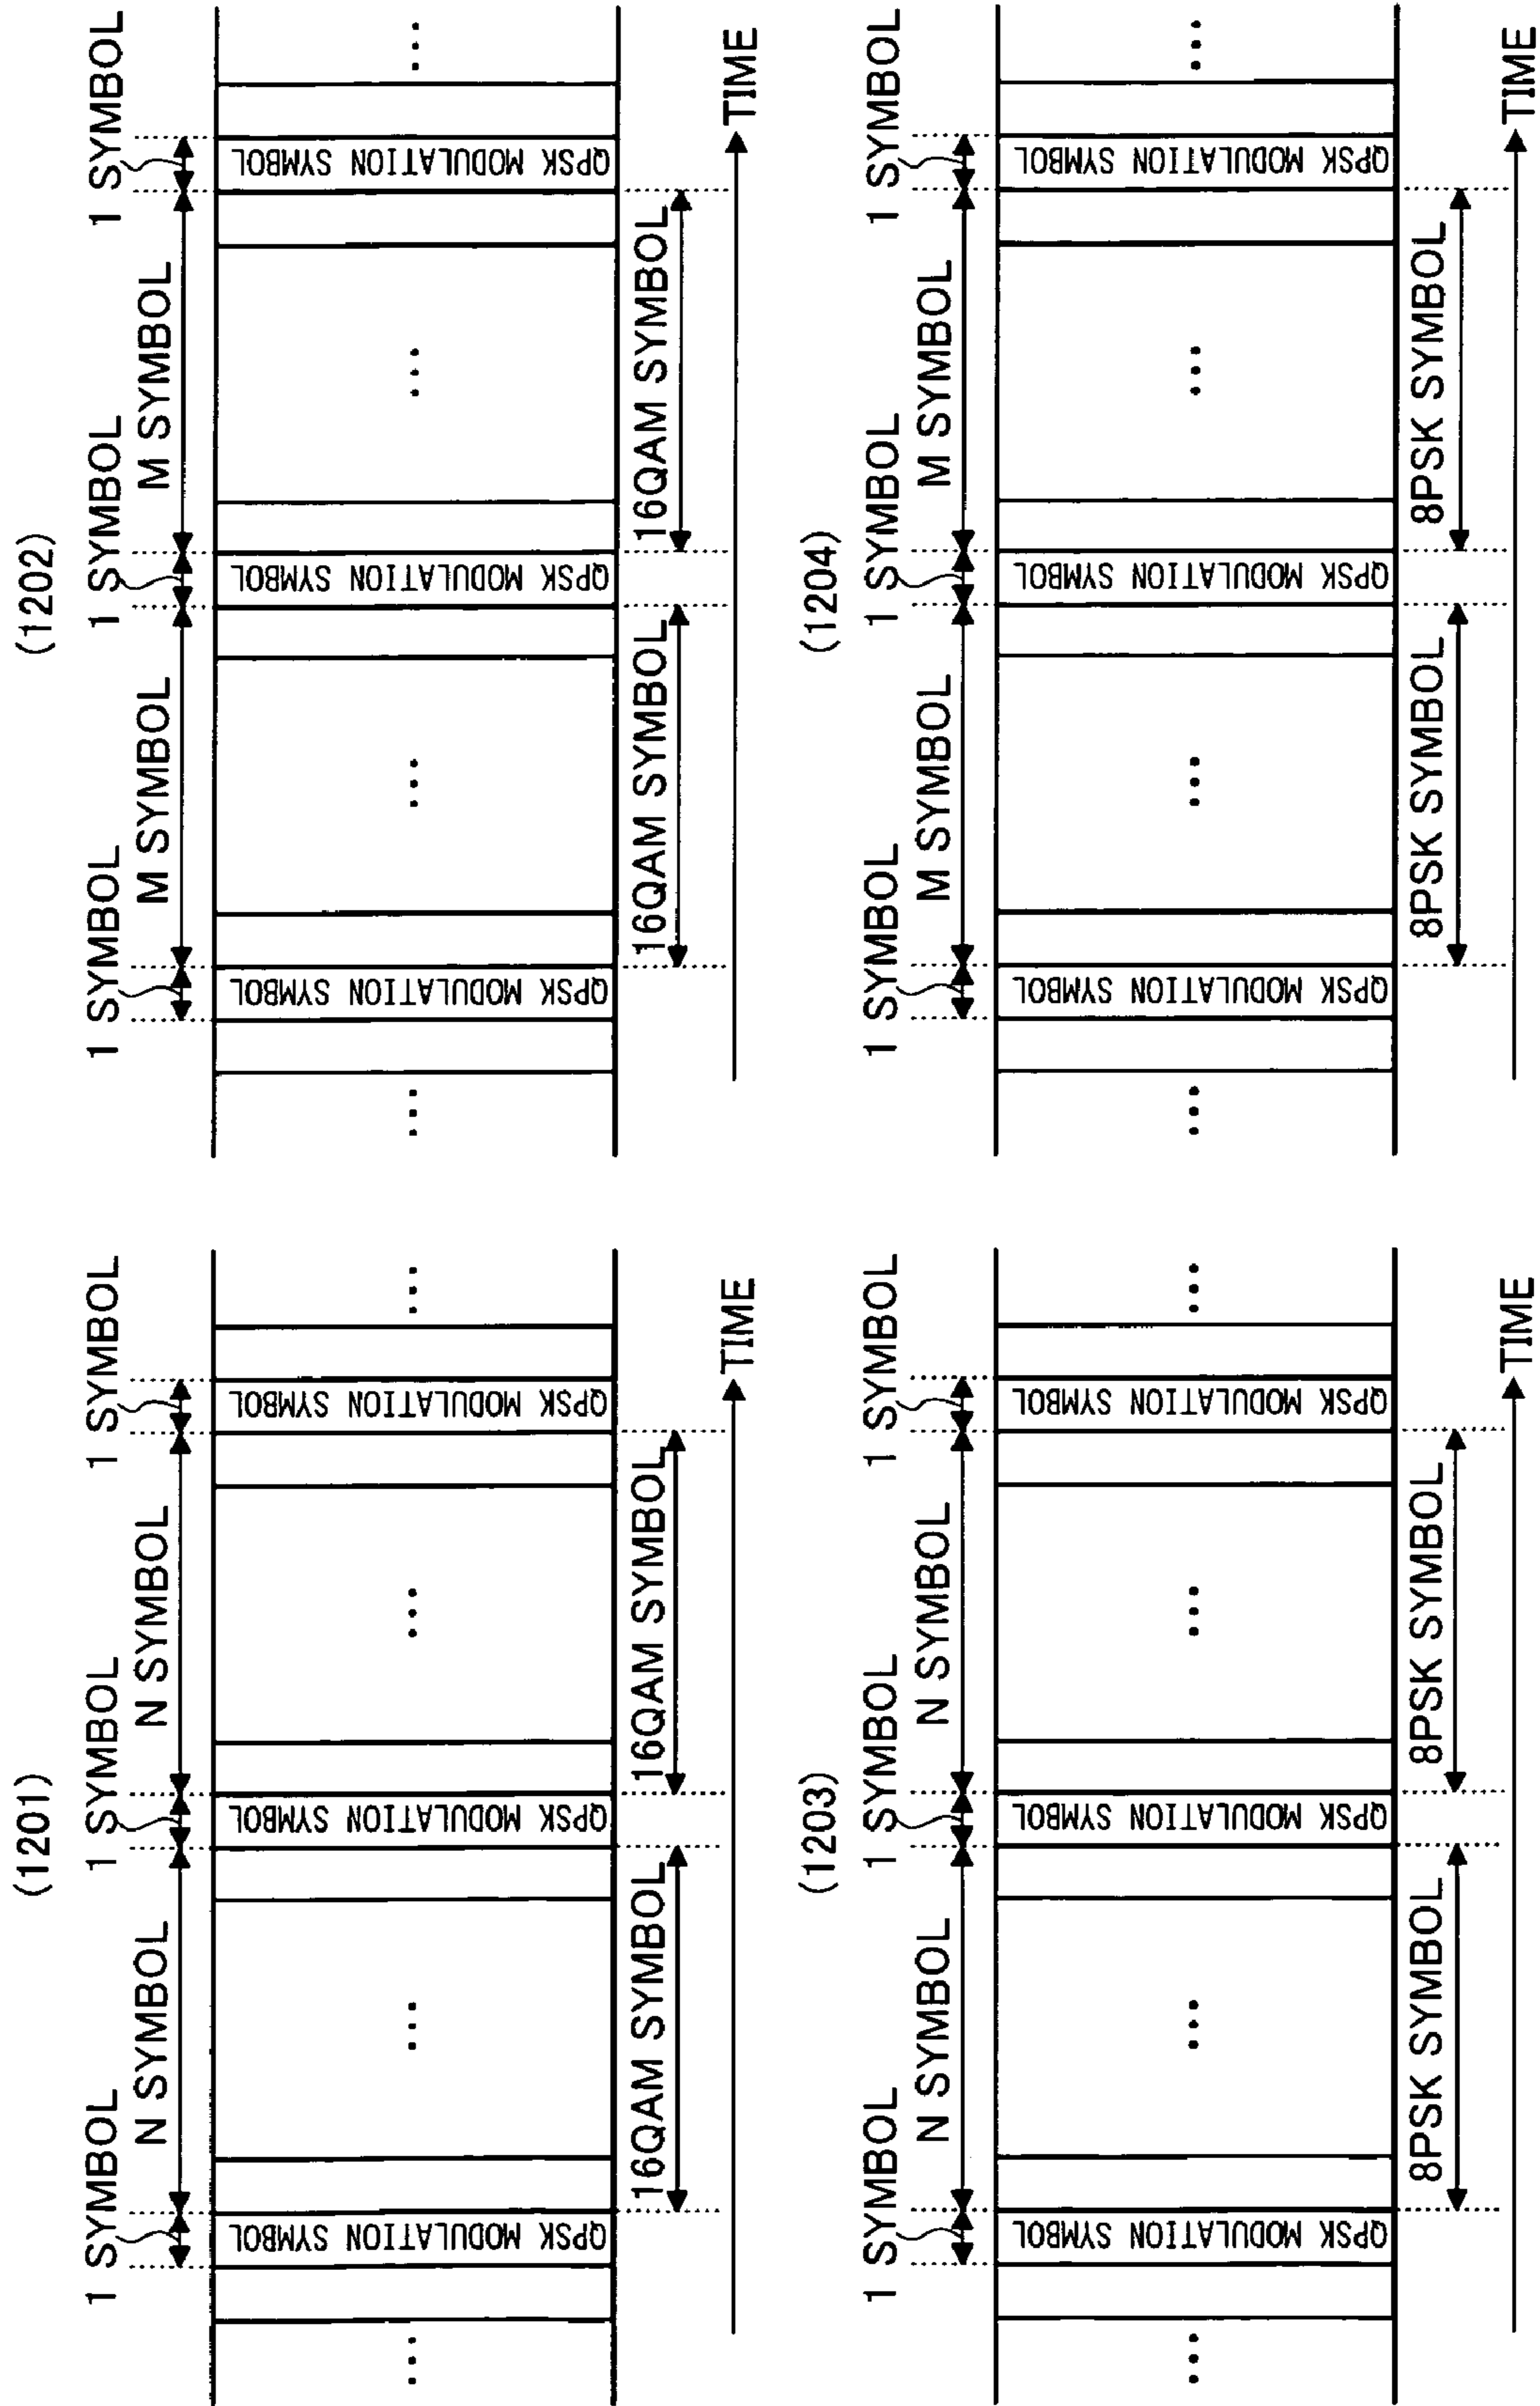 (1201)
1 SYMBOL 1 SYMBOL 1 SYMBOL
N SYMBOL N SYMBOL
... QPSK MODULATION SYMBOL ... QPSK MODULATION SYMBOL ... QPSK MODULATION SYMBOL ...
16QAM SYMBOL 16QAM SYMBOL
TIME
(1202)
1 SYMBOL 1 SYMBOL 1 SYMBOL
M SYMBOL M SYMBOL
... QPSK MODULATION SYMBOL ... QPSK MODULATION SYMBOL ... QPSK MODULATION SYMBOL ...
16QAM SYMBOL 16QAM SYMBOL
TIME
(1203)
1 SYMBOL 1 SYMBOL 1 SYMBOL
N SYMBOL N SYMBOL
... QPSK MODULATION SYMBOL ... QPSK MODULATION SYMBOL ... QPSK MODULATION SYMBOL ...
8PSK SYMBOL 8PSK SYMBOL
TIME
(1204)
1 SYMBOL 1 SYMBOL 1 SYMBOL
M SYMBOL M SYMBOL
... QPSK MODULATION SYMBOL ... QPSK MODULATION SYMBOL ... QPSK MODULATION SYMBOL ...
8PSK SYMBOL 8PSK SYMBOL
TIME